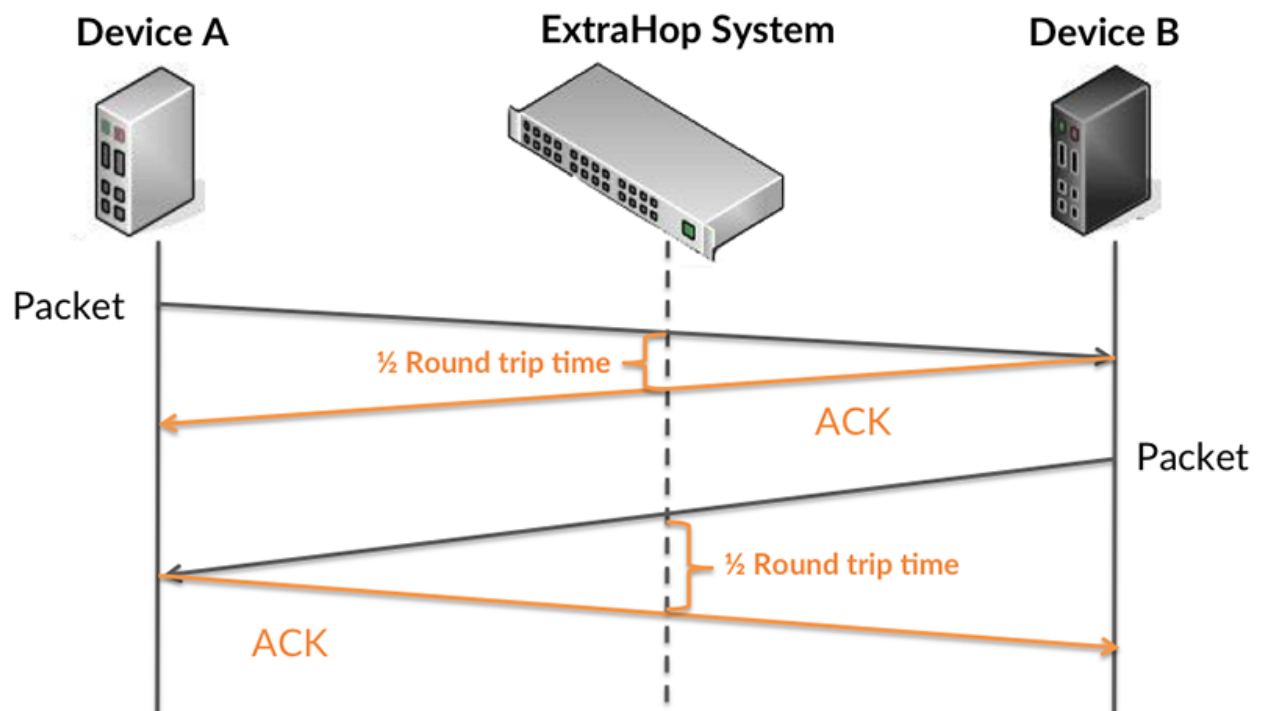 Device A
ExtraHop System
Device B
Packet
½ Round trip time
ACK
Packet
½ Round trip time
ACK